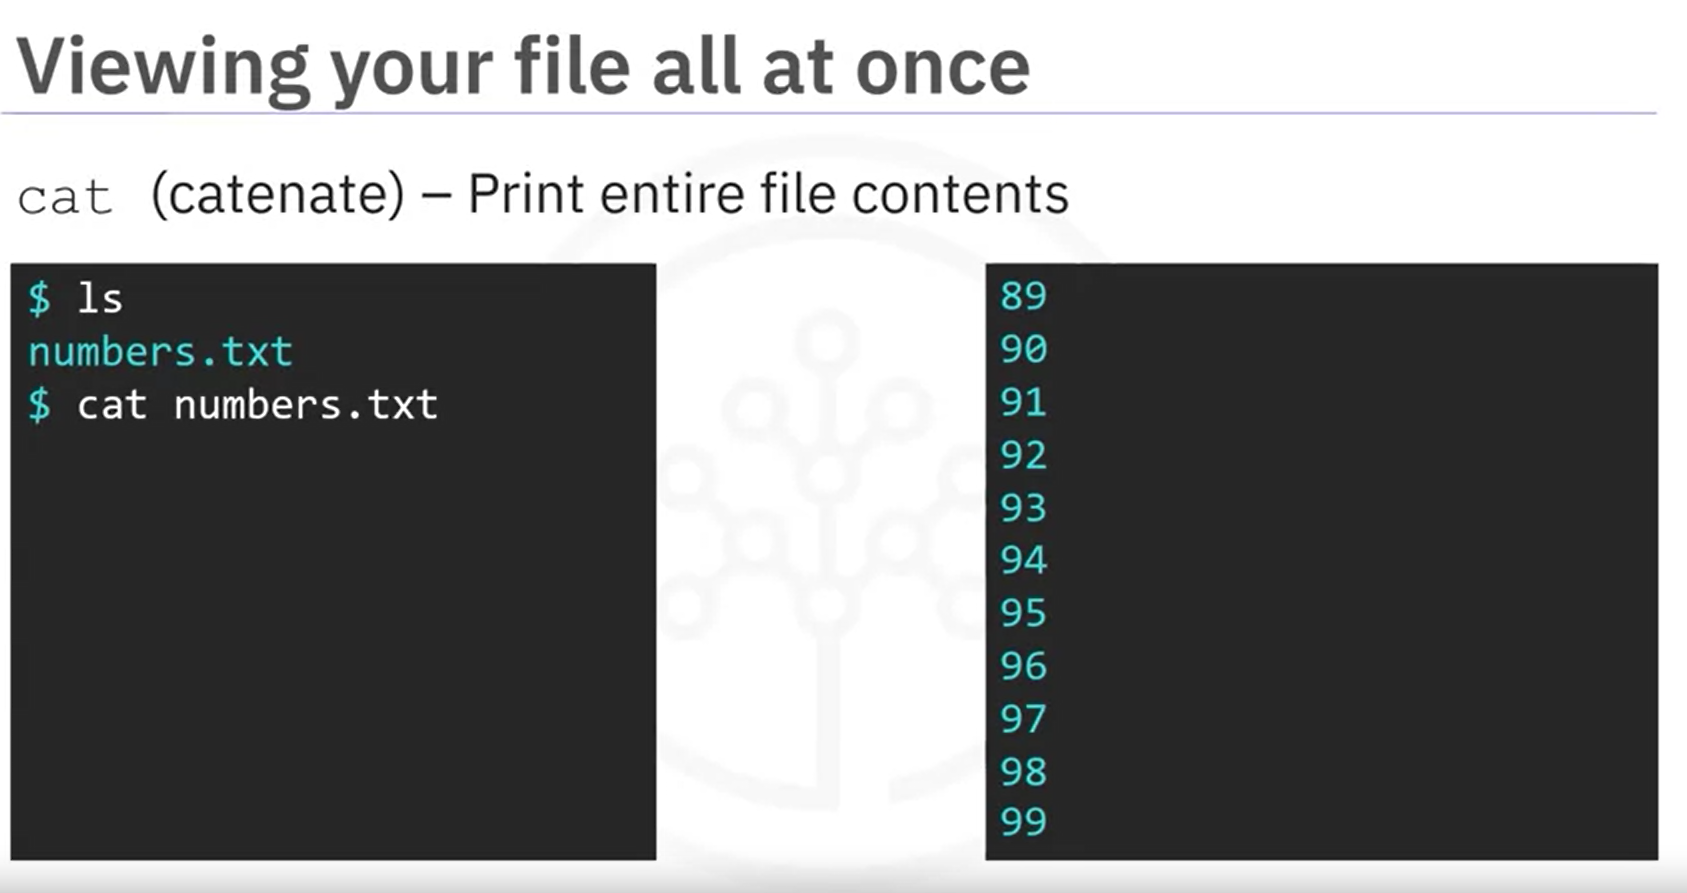 Viewing your file all at once
cat (catenate) – Print entire file contents
$ ls
numbers.txt
$ cat numbers.txt
89
90
91
92
93
94
95
96
97
98
99